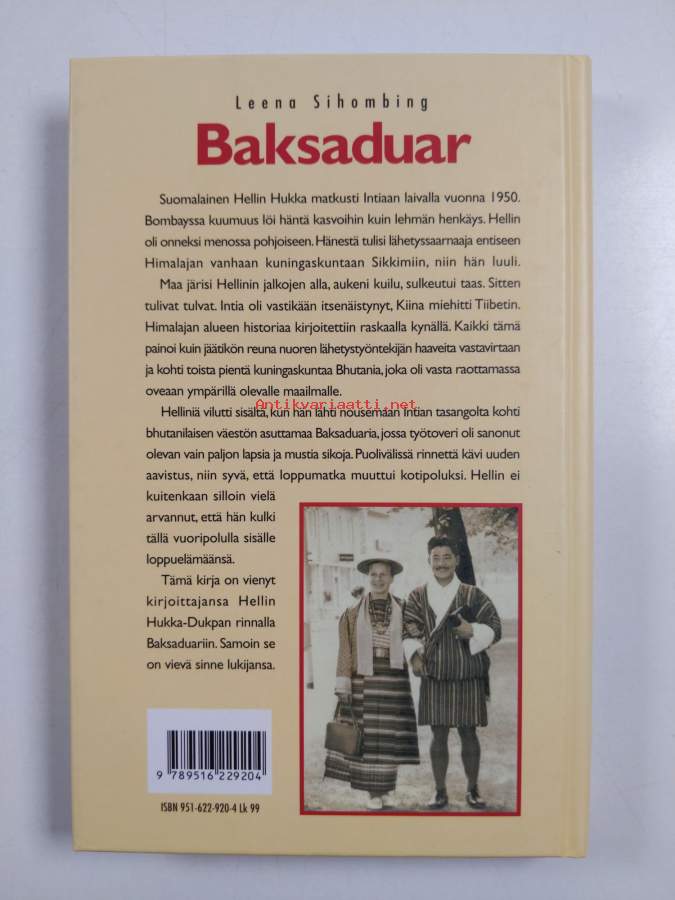 Leena Sihombing
Baksaduar
Suomalainen Hellin Hukka matkusti Intiaan laivalla vuonna 1950.
Bombayssa kuumuus löi häntä kasvoihin kuin lehmän henkäys. Hellin
oli onneksi menossa pohjoiseen. Hänestä tulisi lähetyssaarnaaja entiseen
Himalajan vanhaan kuningaskuntaan Sikkimiin, niin hän luuli.
Maa järisi Hellinin jalkojen alla, aukeni kuilu, sulkeutui taas. Sitten
tulivat tulvat. Intia oli vastikään itsenäistynyt, Kiina miehitti Tiibetin.
Himalajan alueen historiaa kirjoitettiin raskaalla kynällä. Kaikki tämä
painoi kuin jäätikön reuna nuoren lähetystyöntekijän haaveita vastavirtaan
ja kohti toista pientä kuningaskuntaa Bhutania, joka oli vasta raottamassa
oveaan ympärillä olevalle maailmalle.
Antikvariaatti.net
Helliniä vilutti sisältä, kun hän lähti nousemaan Intian tasangolta kohti
bhutanilaisen väestön asuttamaa Baksaduaria, jossa työtoveri oli sanonut
olevan vain paljon lapsia ja mustia sikoja. Puolivälissä rinnettä kävi uuden
aavistus, niin syvä, että loppumatka muuttui kotipoluksi. Hellin ei
kuitenkaan silloin vielä
arvannut, että hän kulki
tällä vuoripolulla sisälle
loppuelämäänsä.
Tämä kirja on vienyt
kirjoittajansa Hellin
Hukka-Dukpan rinnalla
Baksaduariin. Samoin se
on vievä sinne lukijansa.
9 789516 229204
ISBN 951-622-920-4 Lk 99